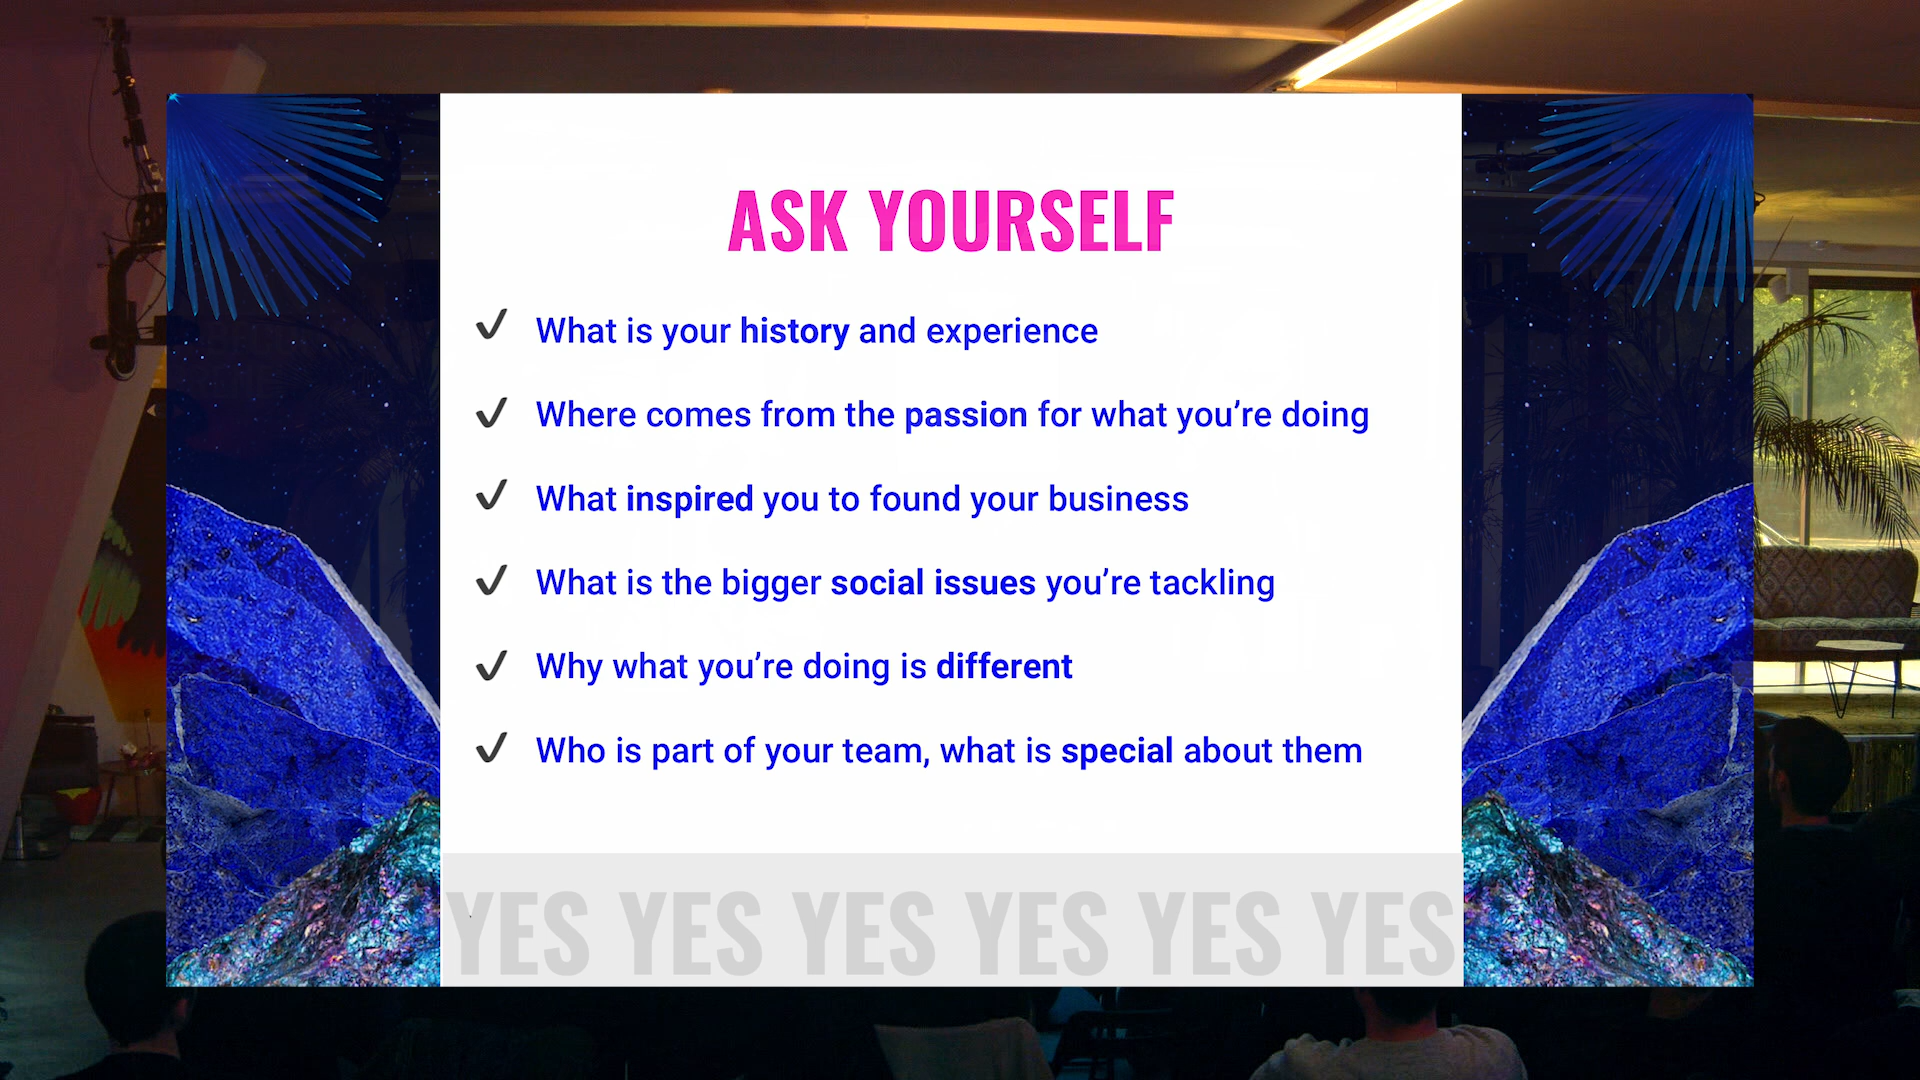 ASK YOURSELF
What is your history and experience
Where comes from the passion for what you're doing
What inspired you to found your business
What is the bigger social issues you're tackling
Why what you're doing is different
Who is part of your team, what is special about them
YES YES YES YES YES YES